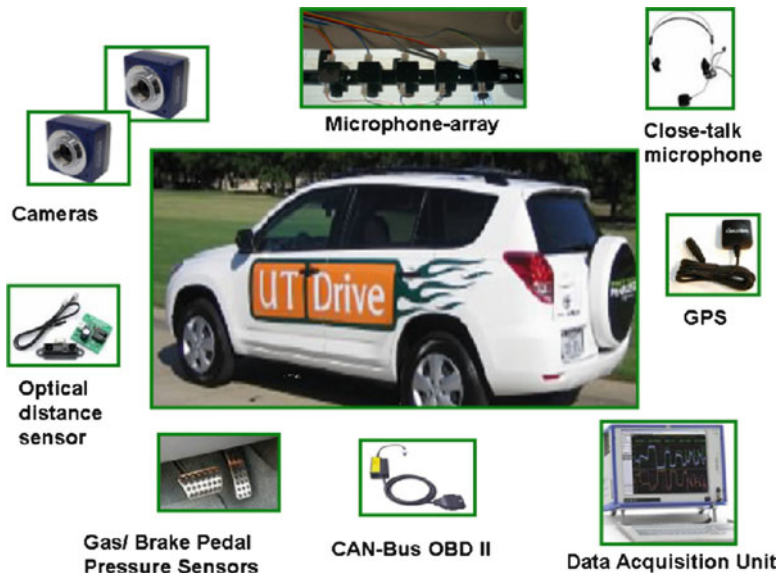 Microphone-array
Close-talk
microphone
Cameras
UT Drive
GPS
Optical
distance
sensor
Gas/ Brake Pedal
Pressure Sensors
CAN-Bus OBD II
Data Acquisition Unit